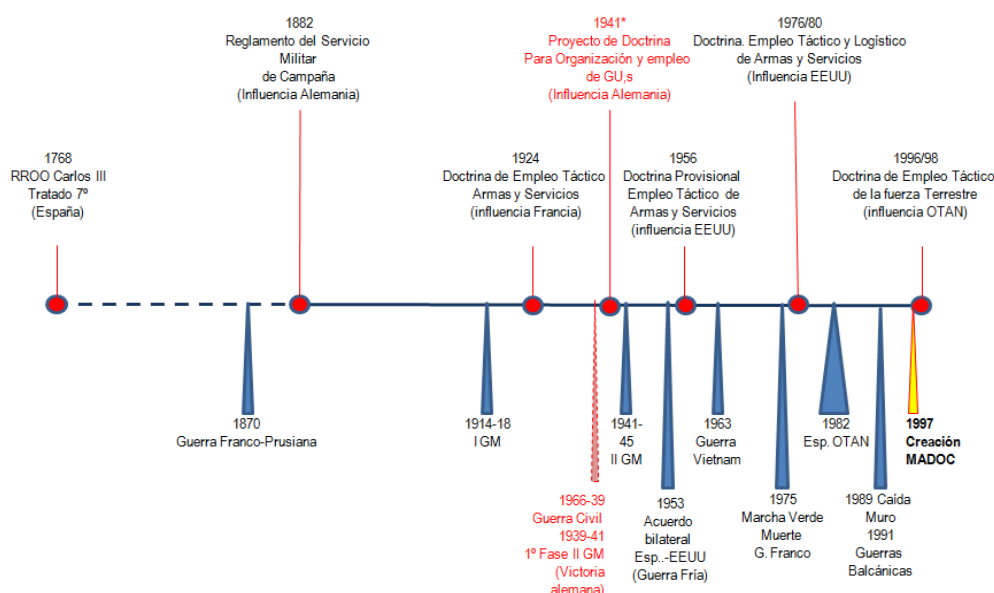 1882
Reglamento del Servicio
Militar
de Campaña
(Influencia Alemania)
1941*
Proyecto de Doctrina
Para Organización y empleo
de GU,s
(Influencia Alemania)
1976/80
Doctrina. Empleo Táctico y Logístico
de Armas y Servicios
(Influencia EEUU)
1768
RROO Carlos III
Tratado 7º
(España)
1924
Doctrina de Empleo Táctico
Armas y Servicios
(influencia Francia)
1956
Doctrina Provisional
Empleo Táctico de
Armas y Servicios
(influencia EEUU)
1996/98
Doctrina de Empleo Táctico
de la fuerza Terrestre
(influencia OTAN)
1870
Guerra Franco-Prusiana
1914-18
I GM
1966-39
Guerra Civil
1939-41
1º Fase II GM
(Victoria
alemana)
1941-
45
II GM
1953
Acuerdo
bilateral
Esp..-EEUU
(Guerra Fría)
1963
Guerra
Vietnam
1975
Marcha Verde
Muerte
G. Franco
1982
Esp. OTAN
1989 Caída
Muro
1991
Guerras
Balcánicas
1997
Creación
MADOC